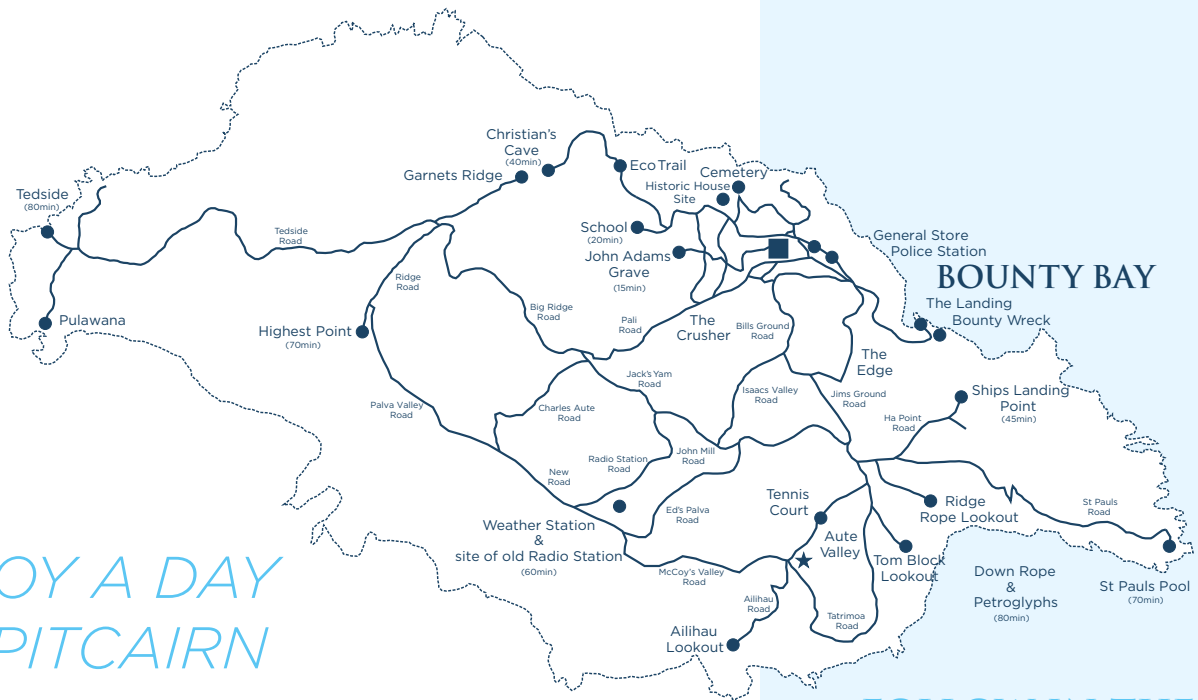 Christian's
Cave
(40min)
Garnets Ridge
Eco Trail
Cemetery
Historic House
Site
Tedside
(80min)
Tedside
Road
School
(20min)
John Adams
Grave
(15min)
General Store
Police Station
BOUNTY BAY
The Landing
Bounty Wreck
Ridge
Road
Big Ridge
Road
Pulawana
Highest Point
(70min)
Pali
Road
The
Crusher
Bills Ground
Road
The
Edge
Jack's Yam
Road
Isaacs Valley
Road
Jims Ground
Road
Ships Landing
Point
(45min)
Palva Valley
Road
Charles Aute
Road
Ha Point
Road
John Mill
Road
Radio Station
Road
New
Road
Ed's Palva
Road
Tennis
Court
Ridge
Rope Lookout
St Pauls
Road
Weather Station
&
site of old Radio Station
(60min)
Aute
Valley
Tom Block
Lookout
McCoy's Valley
Road
Down Rope
&
Petroglyphs
(80min)
St Pauls Pool
(70min)
Ailihau
Road
Tatrimoa
Road
Ailihau
Lookout
OY A DAY
PITCAIRN